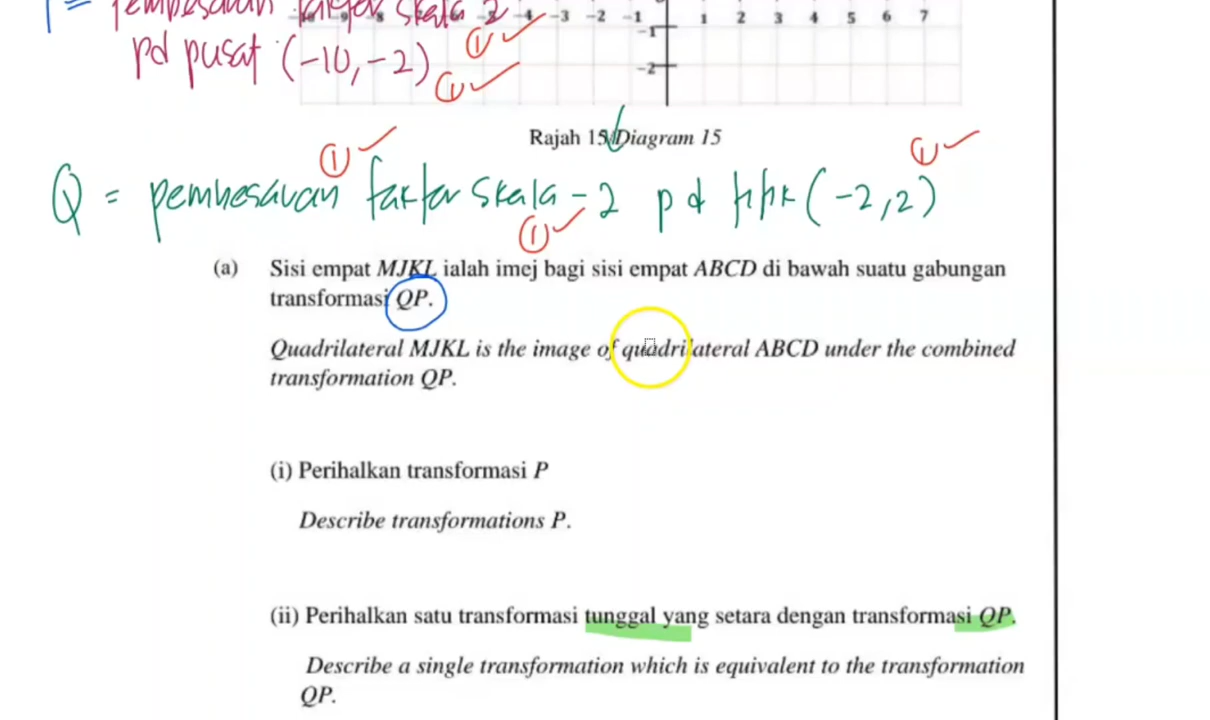 P = pembesaran faktor skala 2
pd pusat (-10,-2)
-3 -2 -1 1 2 3 4 5 6 7
-1
-2
Rajah 15/Diagram 15
Q = pembesaran faktor skala -2 pd ttk (-2,2)
(a) Sisi empat MJKL ialah imej bagi sisi empat ABCD di bawah suatu gabungan
transformasi QP.
Quadrilateral MJKL is the image of quadrilateral ABCD under the combined
transformation QP.
(i) Perihalkan transformasi P
Describe transformations P.
(ii) Perihalkan satu transformasi tunggal yang setara dengan transformasi QP.
Describe a single transformation which is equivalent to the transformation
QP.